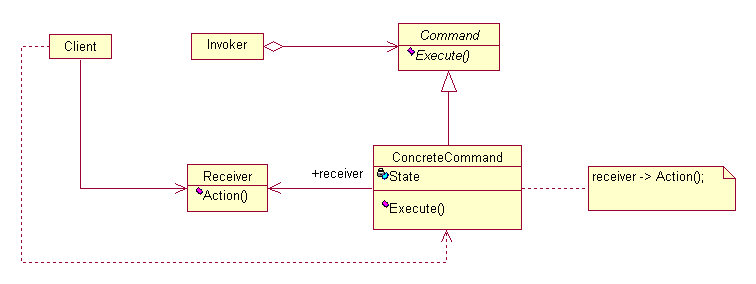 Client
Invoker
Command
Execute()
Receiver
Action()
+receiver
ConcreteCommand
State
Execute()
receiver -> Action();